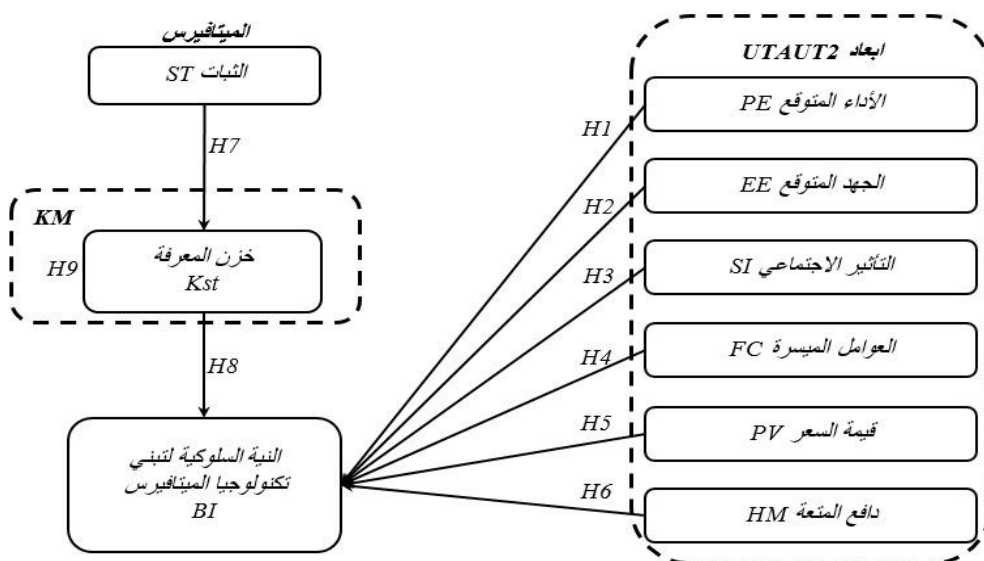 الميتافيرس
الثبات ST
H7
KM
خزن المعرفة
Kst
H9
H8
النية السلوكية لتبني
تكنولوجيا الميتافيرس
BI
ابعاد UTAUT2
الأداء المتوقع PE
الجهد المتوقع EE
التأثير الاجتماعي SI
العوامل الميسرة FC
قيمة السعر PV
دافع المتعة HM
H1
H2
H3
H4
H5
H6